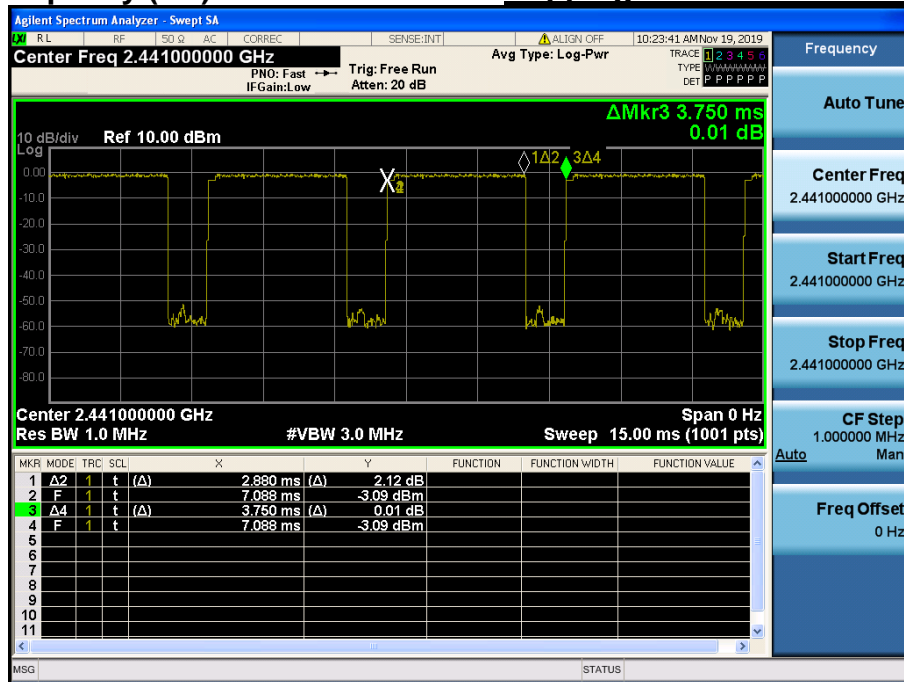 Agilent Spectrum Analyzer - Swept SA
LXI RL RF 50 Ω AC CORREC SENSE:INT ALIGN OFF 10:23:41 AM Nov 19, 2019
Center Freq 2.441000000 GHz Avg Type: Log-Pwr TRACE 1 2 3 4 5 6
PNO: Fast Trig: Free Run TYPE WWWWWW
IFGain:Low Atten: 20 dB DET P P P P P P
Frequency
Auto Tune
Center Freq
2.441000000 GHz
Start Freq
2.441000000 GHz
Stop Freq
2.441000000 GHz
CF Step
1.000000 MHz
Auto Man
Freq Offset
0 Hz
ΔMkr3 3.750 ms
0.01 dB
10 dB/div Ref 10.00 dBm
Log
0.00
-10.0
-20.0
-30.0
-40.0
-50.0
-60.0
-70.0
-80.0
1Δ2 3Δ4
X
Center 2.441000000 GHz Span 0 Hz
Res BW 1.0 MHz #VBW 3.0 MHz Sweep 15.00 ms (1001 pts)
MKR MODE TRC SCL X Y FUNCTION FUNCTION WIDTH FUNCTION VALUE
1 Δ2 1 t (Δ) 2.880 ms (Δ) 2.12 dB
2 F 1 t 7.088 ms -3.09 dBm
3 Δ4 1 t (Δ) 3.750 ms (Δ) 0.01 dB
4 F 1 t 7.088 ms -3.09 dBm
5
6
7
8
9
10
11
MSG STATUS